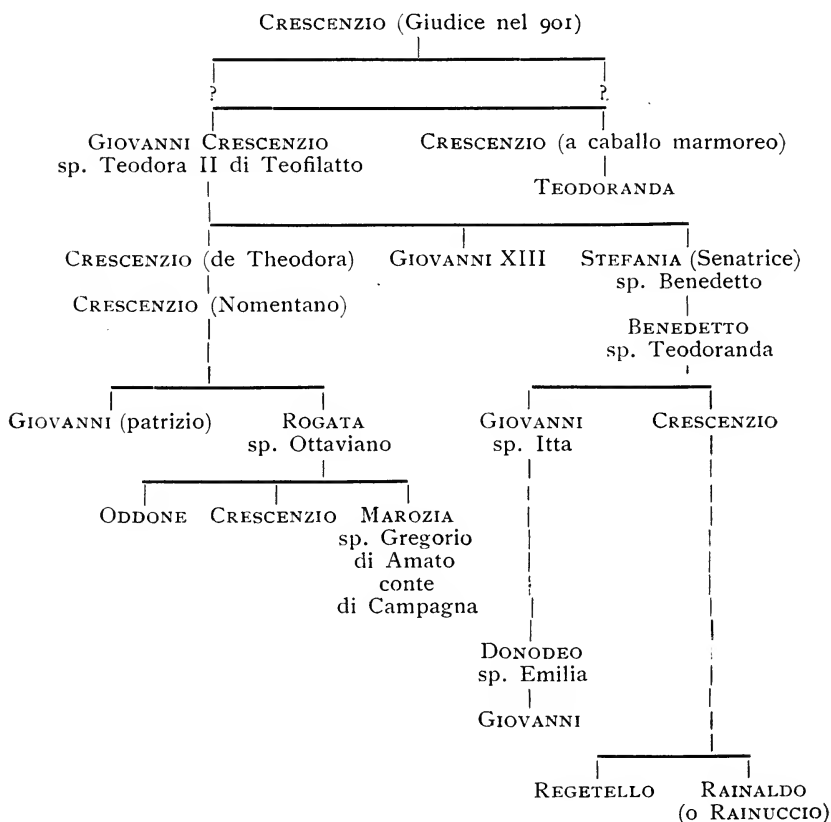 CRESCENZIO (Giudice nel 901)
? ?
GIOVANNI CRESCENZIO
sp. Teodora II di Teofilatto
CRESCENZIO (a caballo marmoreo)
TEODORANDA
CRESCENZIO (de Theodora)
GIOVANNI XIII
STEFANIA (Senatrice)
sp. Benedetto
CRESCENZIO (Nomentano)
BENEDETTO
sp. Teodoranda
GIOVANNI (patrizio)
ROGATA
sp. Ottaviano
GIOVANNI
sp. Itta
CRESCENZIO
ODDONE
CRESCENZIO
MAROZIA
sp. Gregorio
di Amato
conte
di Campagna
DONODEO
sp. Emilia
GIOVANNI
REGETELLO
RAINALDO
(o RAINUCCIO)